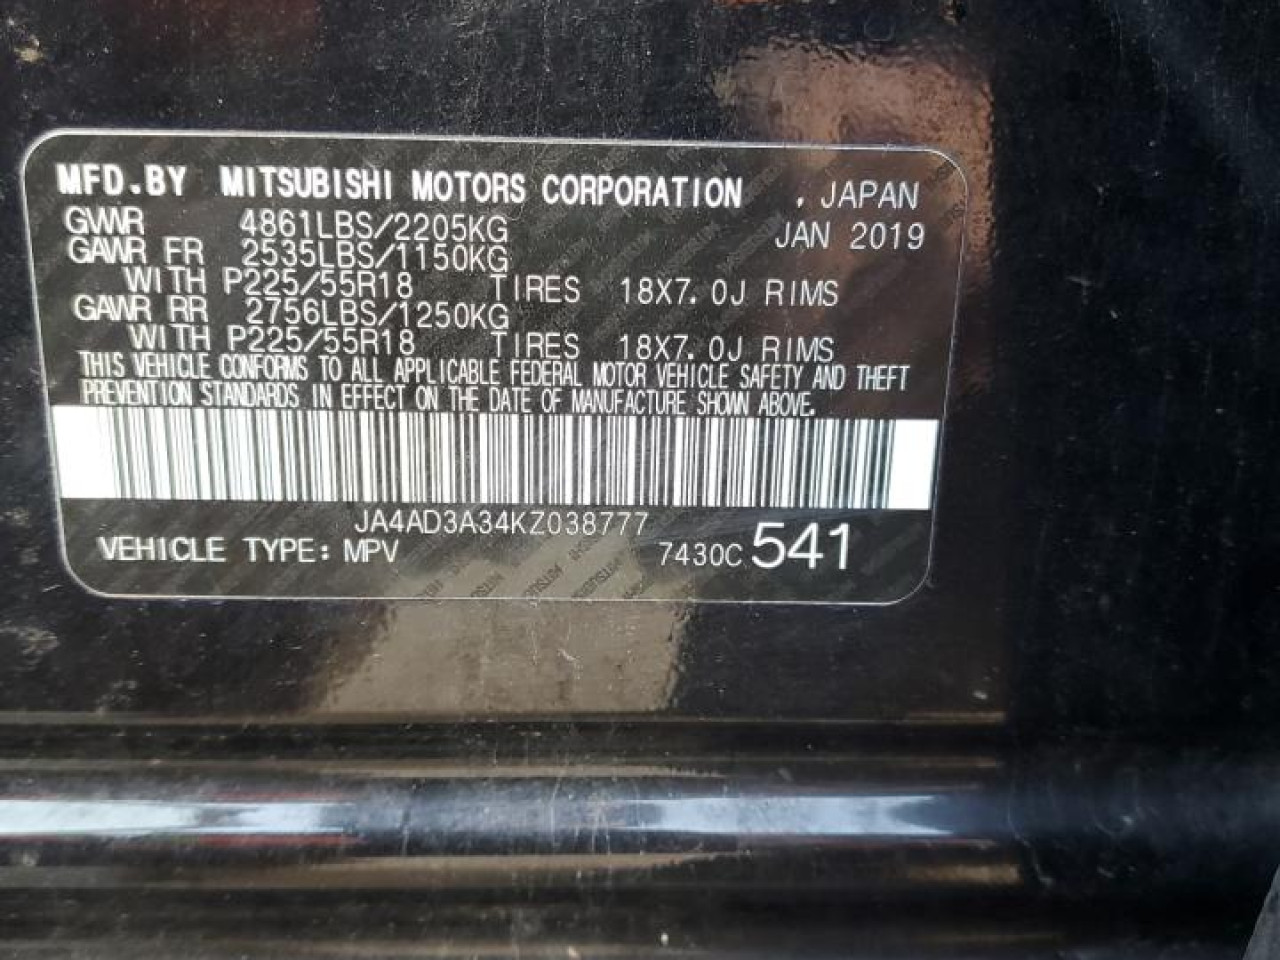 MFD.BY MITSUBISHI MOTORS CORPORATION . JAPAN
GVWR 4861LBS/2205KG JAN 2019
GAWR FR 2535LBS/1150KG
WITH P225/55R18 TIRES 18X7.0J RIMS
GAWR RR 2756LBS/1250KG
WITH P225/55R18 TIRES 18X7.0J RIMS
THIS VEHICLE CONFORMS TO ALL APPLICABLE FEDERAL MOTOR VEHICLE SAFETY AND THEFT
PREVENTION STANDARDS IN EFFECT ON THE DATE OF MANUFACTURE SHOWN ABOVE.
JA4AD3A34KZ038777
VEHICLE TYPE: MPV 7430C 541